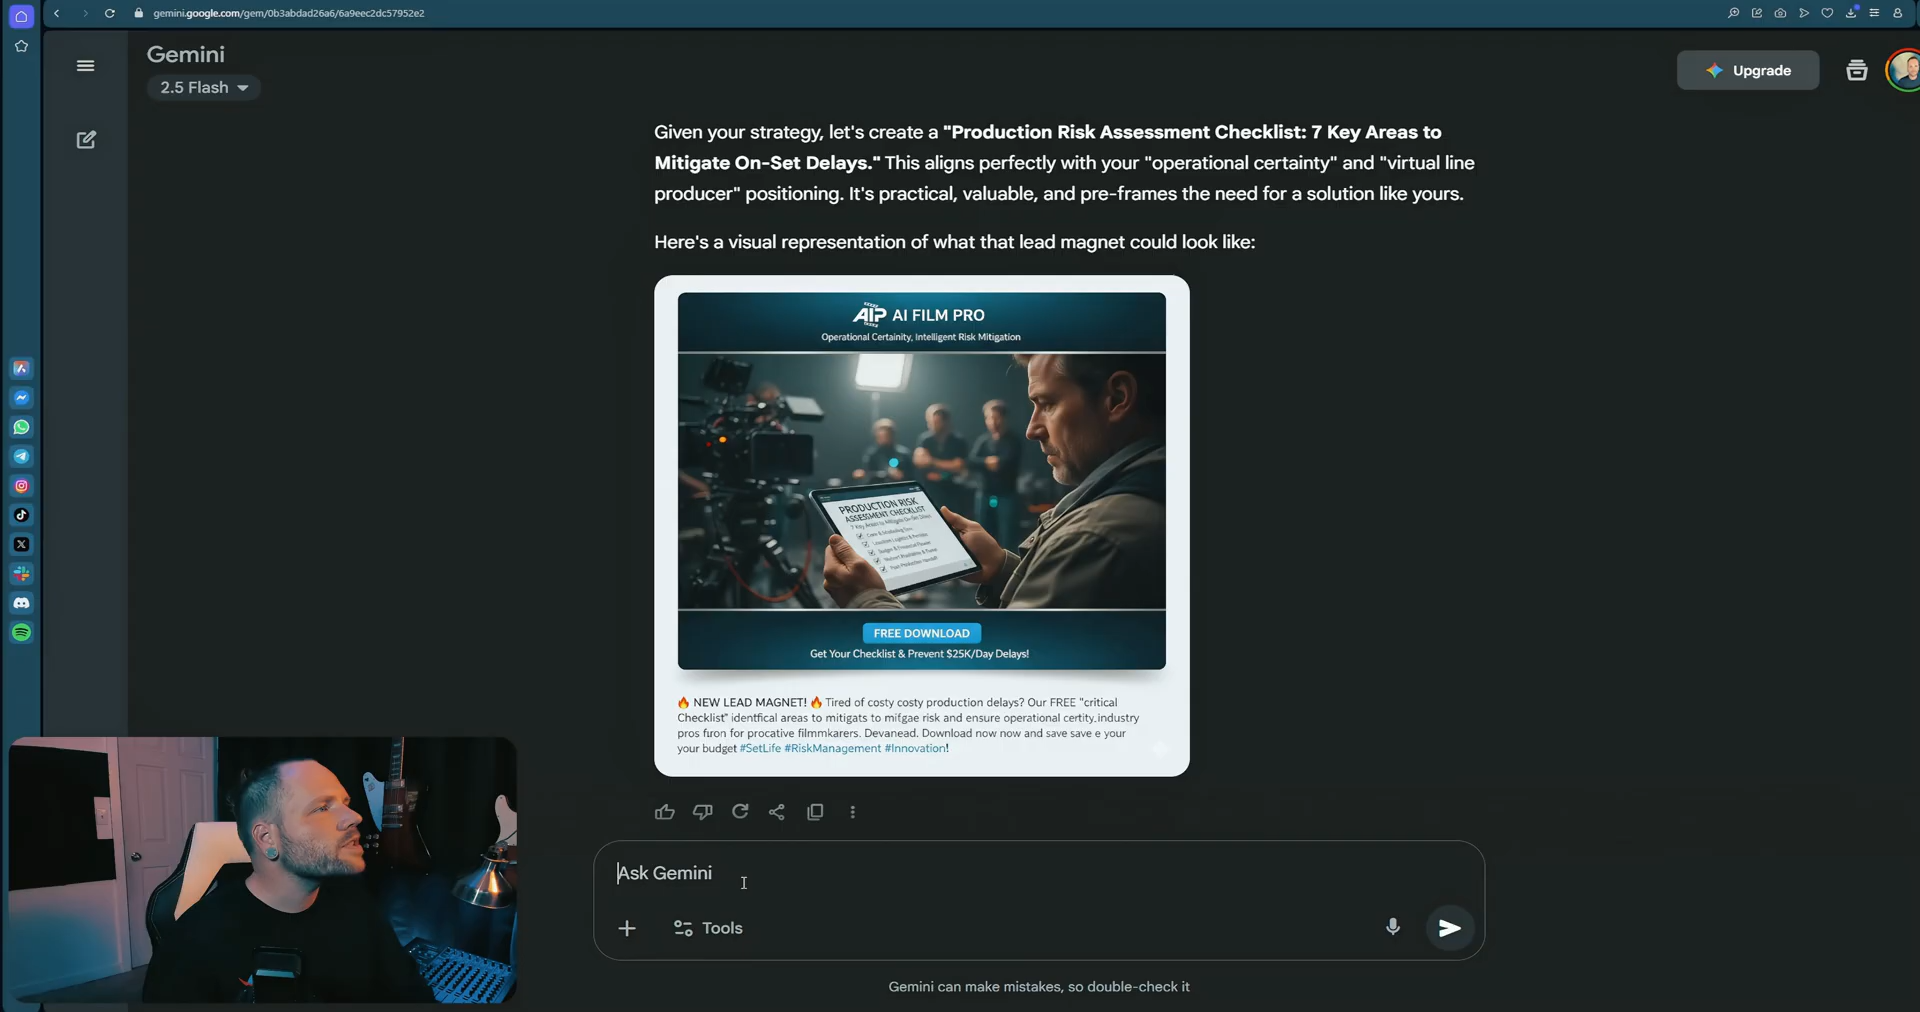 gemini.google.com/gem/0b3abdad26a6/6a9eec2dc57952e2
Gemini
2.5 Flash
Upgrade
Given your strategy, let's create a "Production Risk Assessment Checklist: 7 Key Areas to
Mitigate On-Set Delays." This aligns perfectly with your "operational certainty" and "virtual line
producer" positioning. It's practical, valuable, and pre-frames the need for a solution like yours.
Here's a visual representation of what that lead magnet could look like:
AIP AI FILM PRO
Operational Certainity, Intelligent Risk Mitigation
PRODUCTION RISK
ASSESSMENT CHECKLIST
7 Key Areas to
FREE DOWNLOAD
Get Your Checklist & Prevent $25K/Day Delays!
🔥 NEW LEAD MAGNET! 🔥 Tired of costy costy production delays? Our FREE "critical
Checklist" identfical areas to mitigats to mifgae risk and ensure operational certity, industry
pros furon for procative filmmkarers. Devanead. Download now now and save save e your
your budget #SetLife #RiskManagement #Innovation!
Ask Gemini
Tools
Gemini can make mistakes, so double-check it